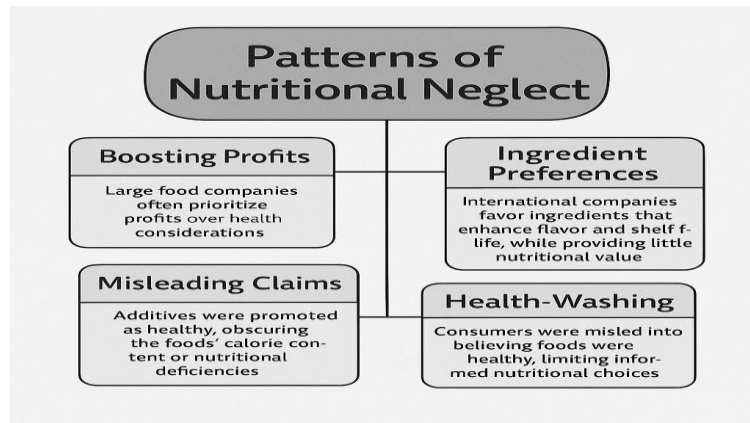 Patterns of
Nutritional Neglect
Boosting Profits
Large food companies
often prioritize
profits over health
considerations
Ingredient
Preferences
International companies
favor ingredients that
enhance flavor and shelf f-
life, while providing little
nutritional value
Misleading Claims
Additives were promoted
as healthy, obscuring
the foods' calorie con-
tent or nutritional
deficiencies
Health-Washing
Consumers were misled into
believing foods were
healthy, limiting infor-
med nutritional choices